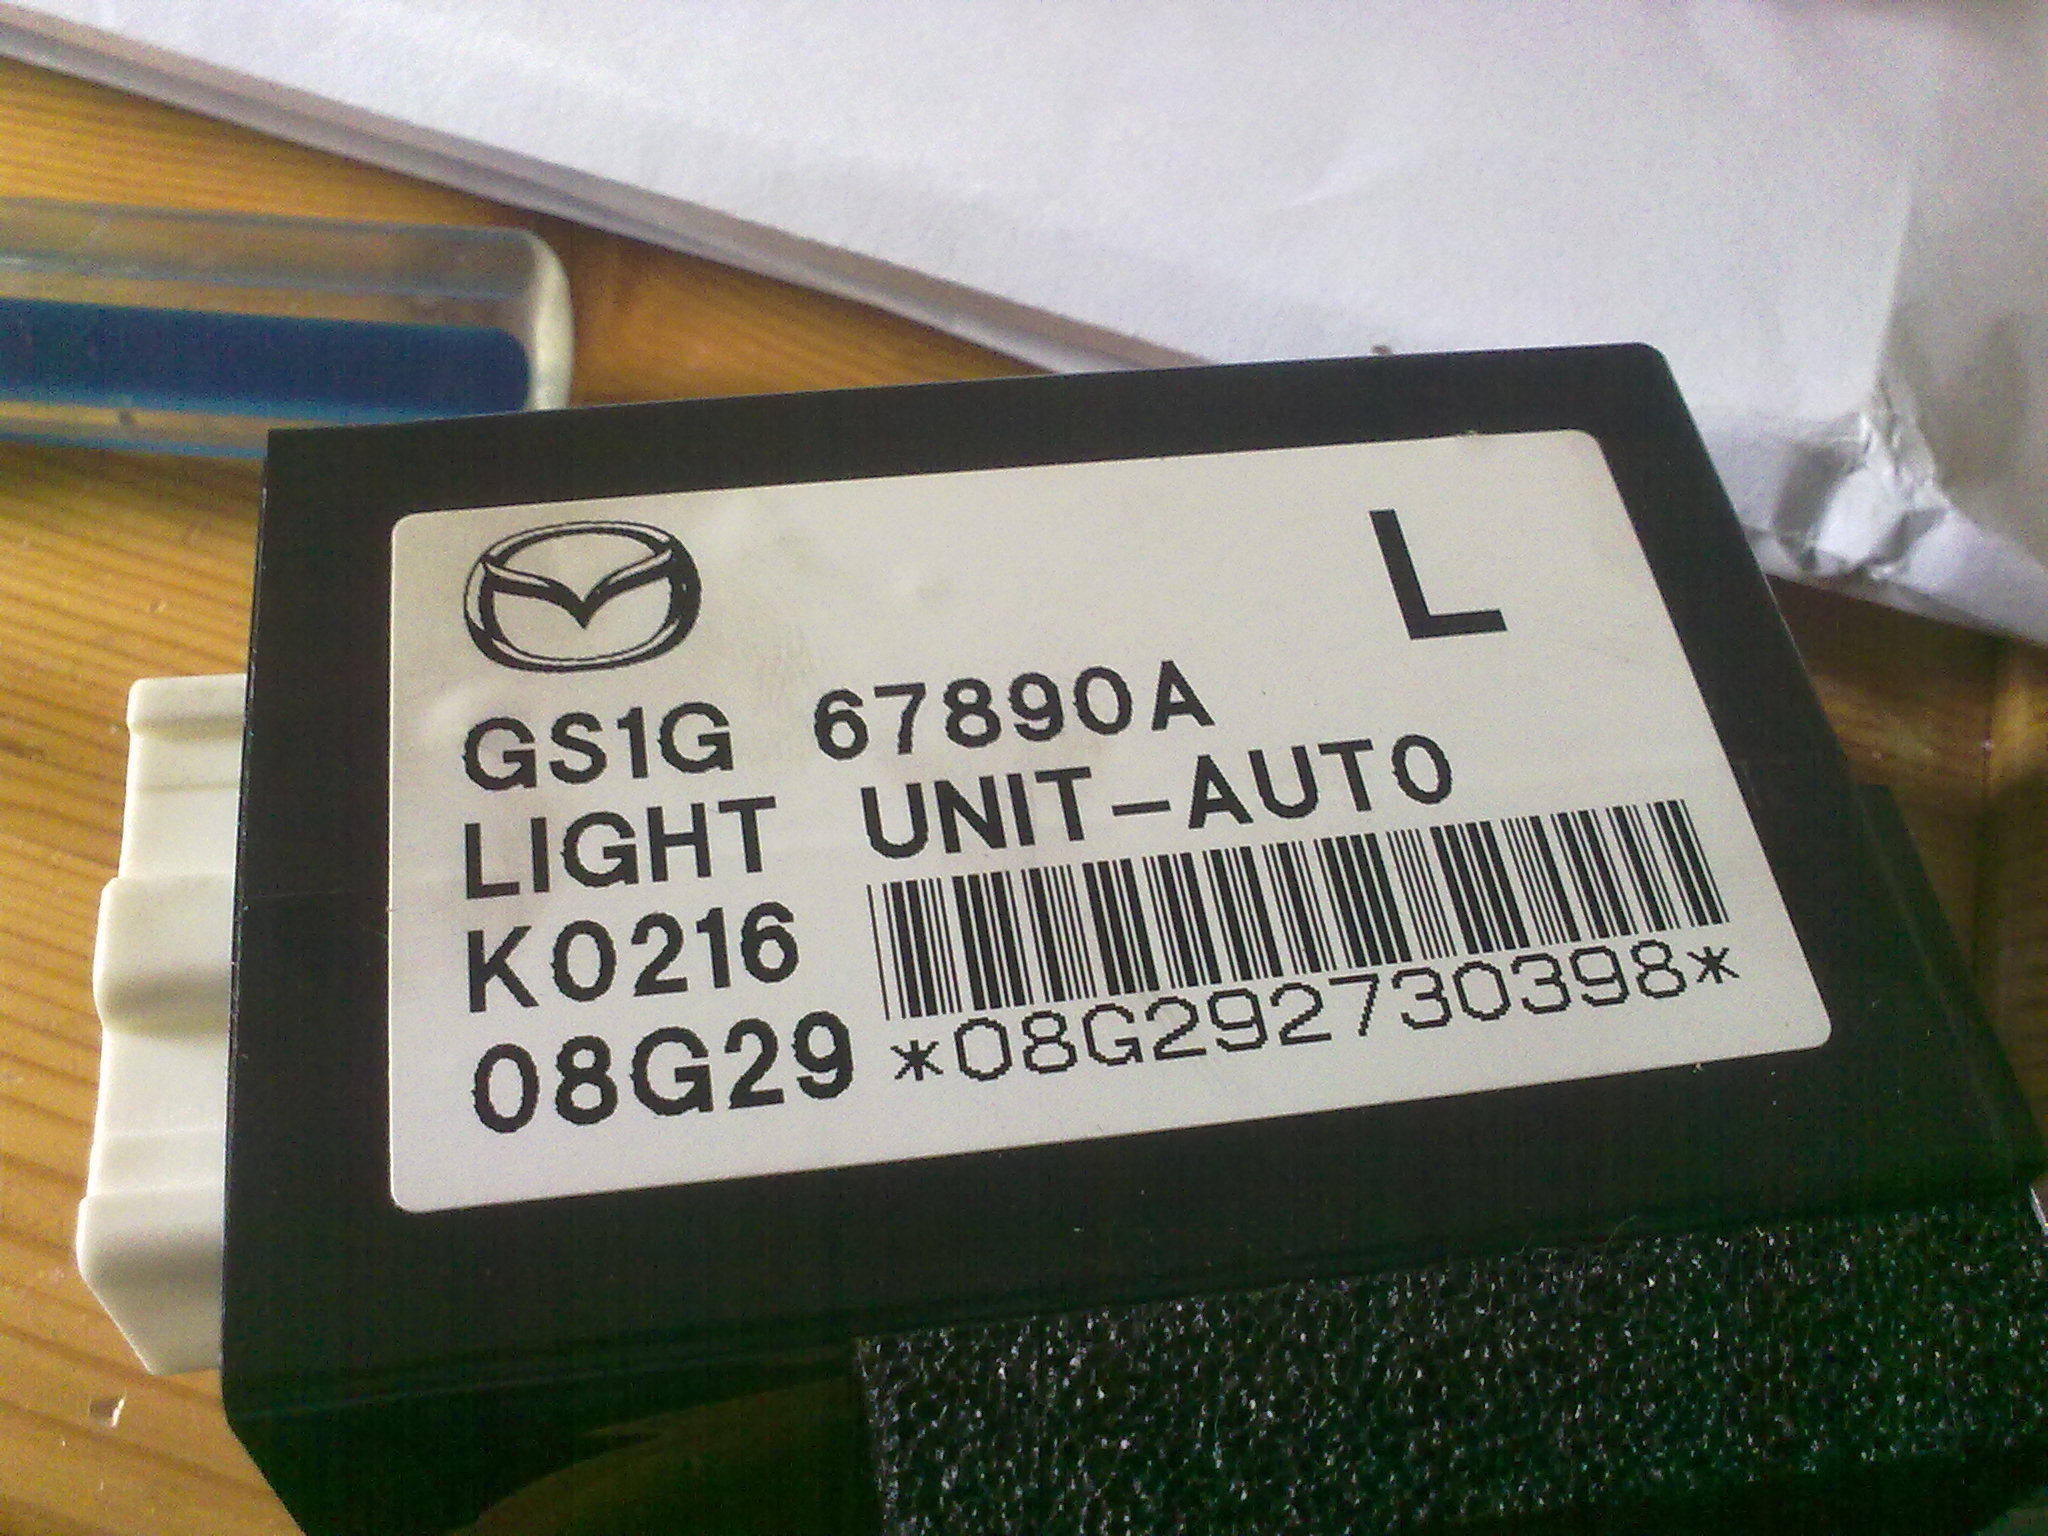 L
GS1G 67890A
LIGHT UNIT-AUTO
K0216
08G29 *08G292730398*